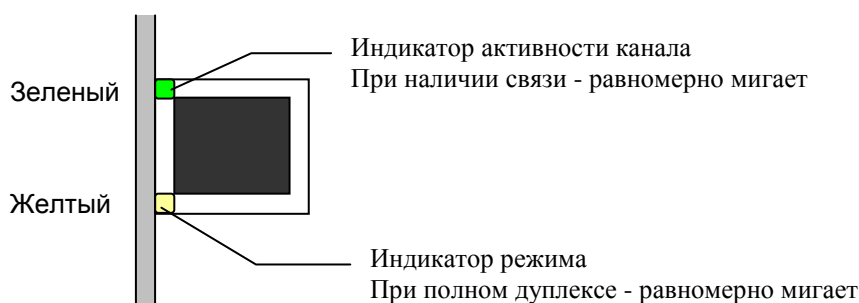 Индикатор активности канала
При наличии связи - равномерно мигает
Зеленый
Желтый
Индикатор режима
При полном дуплексе - равномерно мигает